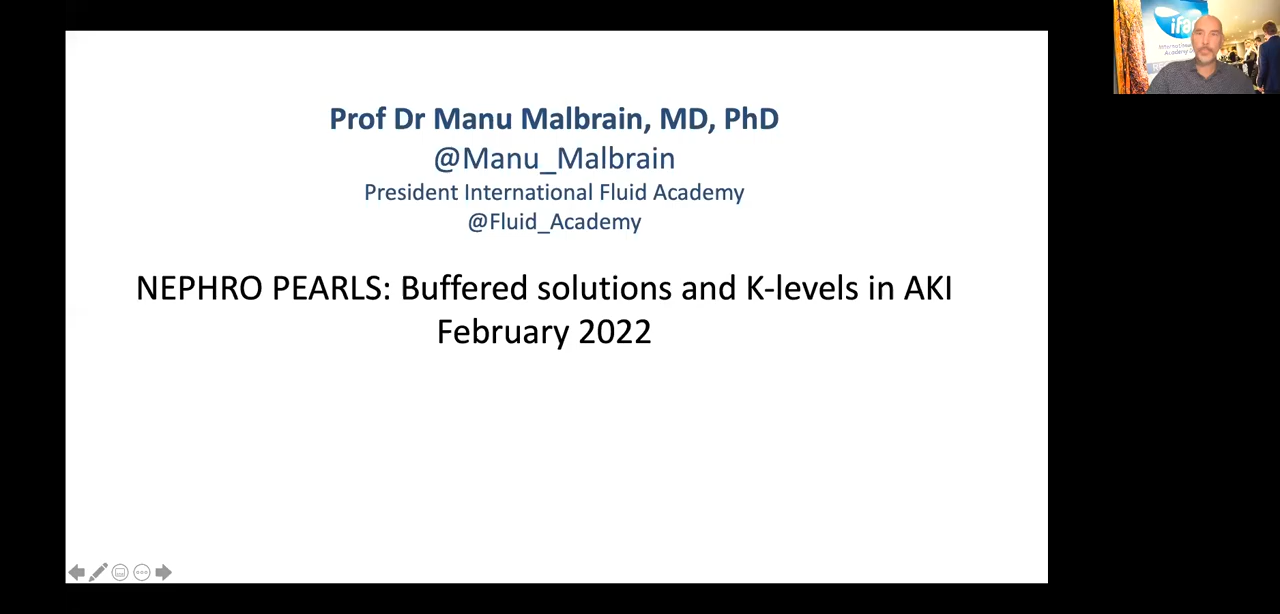 Prof Dr Manu Malbrain, MD, PhD
@Manu_Malbrain
President International Fluid Academy
@Fluid_Academy
NEPHRO PEARLS: Buffered solutions and K-levels in AKI
February 2022
ifa